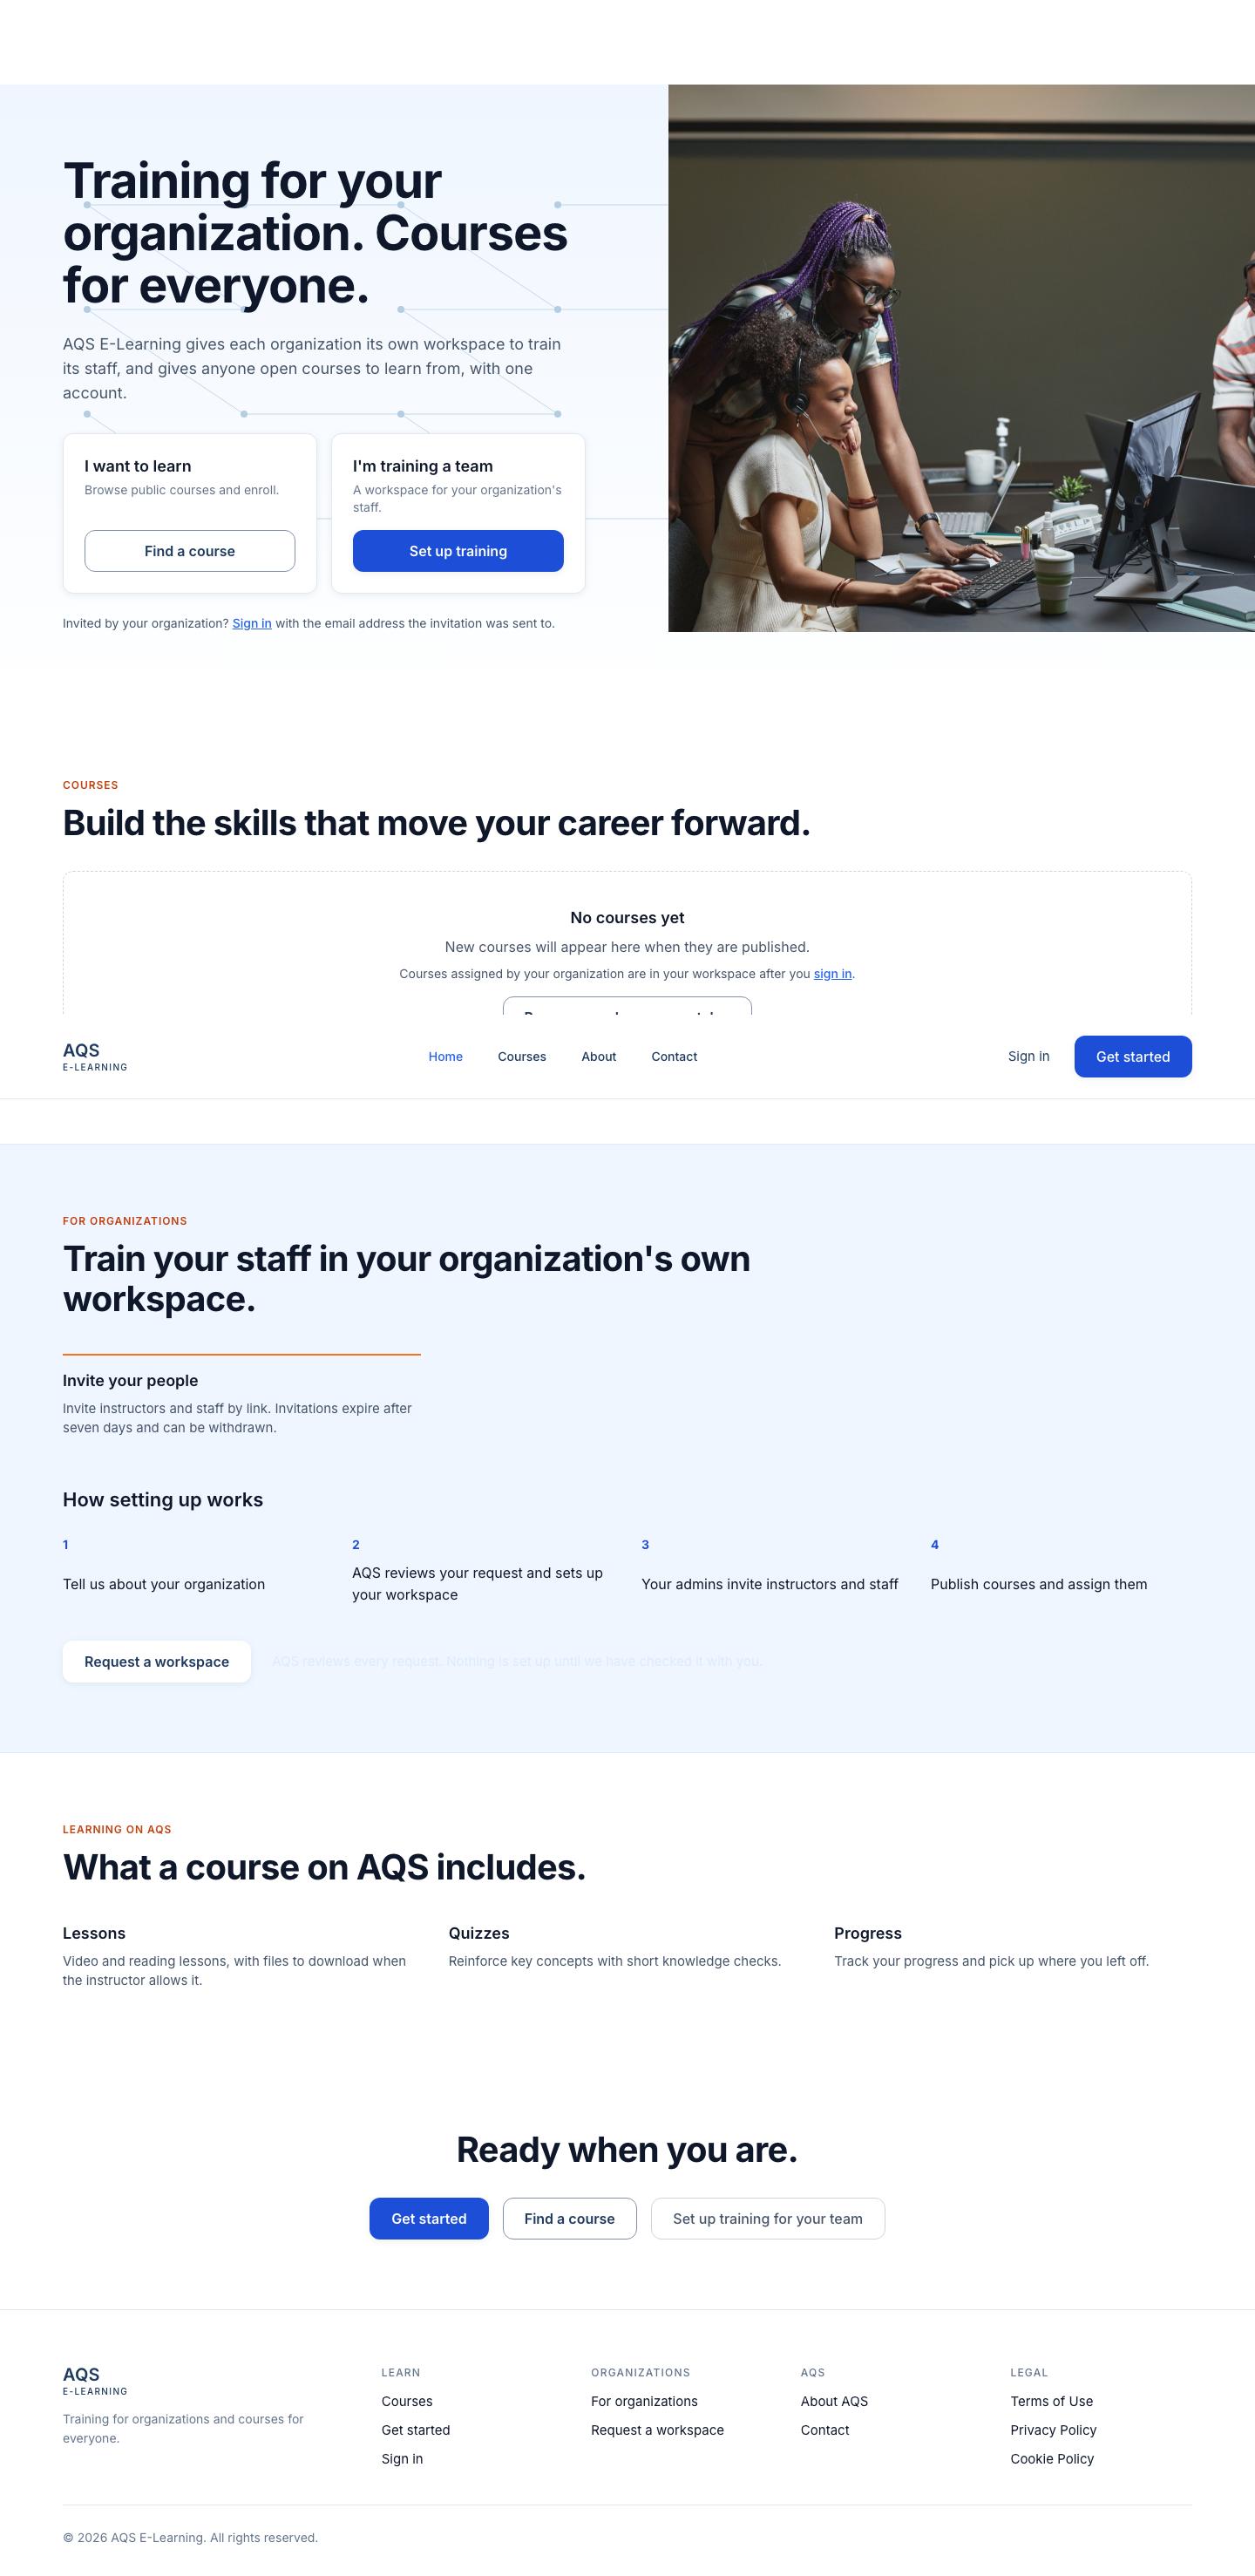 Training for your
organization. Courses
for everyone.
AQS E-Learning gives each organization its own workspace to train
its staff, and gives anyone open courses to learn from, with one
account.
I want to learn
Browse public courses and enroll.
Find a course
I'm training a team
A workspace for your organization's
staff.
Set up training
Invited by your organization? Sign in with the email address the invitation was sent to.
COURSES
Build the skills that move your career forward.
No courses yet
New courses will appear here when they are published.
Courses assigned by your organization are in your workspace after you sign in.
AQS
E-LEARNING
Home
Courses
About
Contact
Sign in
Get started
FOR ORGANIZATIONS
Train your staff in your organization's own
workspace.
Invite your people
Invite instructors and staff by link. Invitations expire after
seven days and can be withdrawn.
How setting up works
1
Tell us about your organization
2
AQS reviews your request and sets up
your workspace
3
Your admins invite instructors and staff
4
Publish courses and assign them
Request a workspace
AQS reviews every request. Nothing is set up until we have checked it with you.
LEARNING ON AQS
What a course on AQS includes.
Lessons
Video and reading lessons, with files to download when
the instructor allows it.
Quizzes
Reinforce key concepts with short knowledge checks.
Progress
Track your progress and pick up where you left off.
Ready when you are.
Get started
Find a course
Set up training for your team
AQS
E-LEARNING
Training for organizations and courses for
everyone.
LEARN
Courses
Get started
Sign in
ORGANIZATIONS
For organizations
Request a workspace
AQS
About AQS
Contact
LEGAL
Terms of Use
Privacy Policy
Cookie Policy
© 2026 AQS E-Learning. All rights reserved.